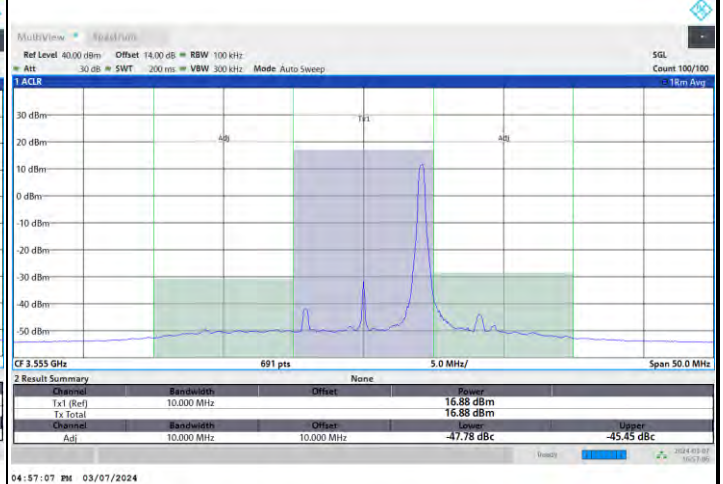 MultiView Spectrum
Ref Level 40.00 dBm Offset 14.00 dB RBW 100 kHz SGL
Att 30 dB SWT 200 ms VBW 300 kHz Mode Auto Sweep Count 100/100
1 ACLR 1Rm Avg
30 dBm
Tx1
20 dBm Adj Adj
10 dBm
0 dBm
-10 dBm
-20 dBm
-30 dBm
-40 dBm
-50 dBm
CF 3.555 GHz 691 pts 5.0 MHz/ Span 50.0 MHz
2 Result Summary None
Channel Bandwidth Offset Power
Tx1 (Ref) 10.000 MHz 16.88 dBm
Tx Total 16.88 dBm
Channel Bandwidth Offset Lower Upper
Adj 10.000 MHz 10.000 MHz -47.78 dBc -45.45 dBc
Ready 2024-03-07
04:57:07 PM 03/07/2024